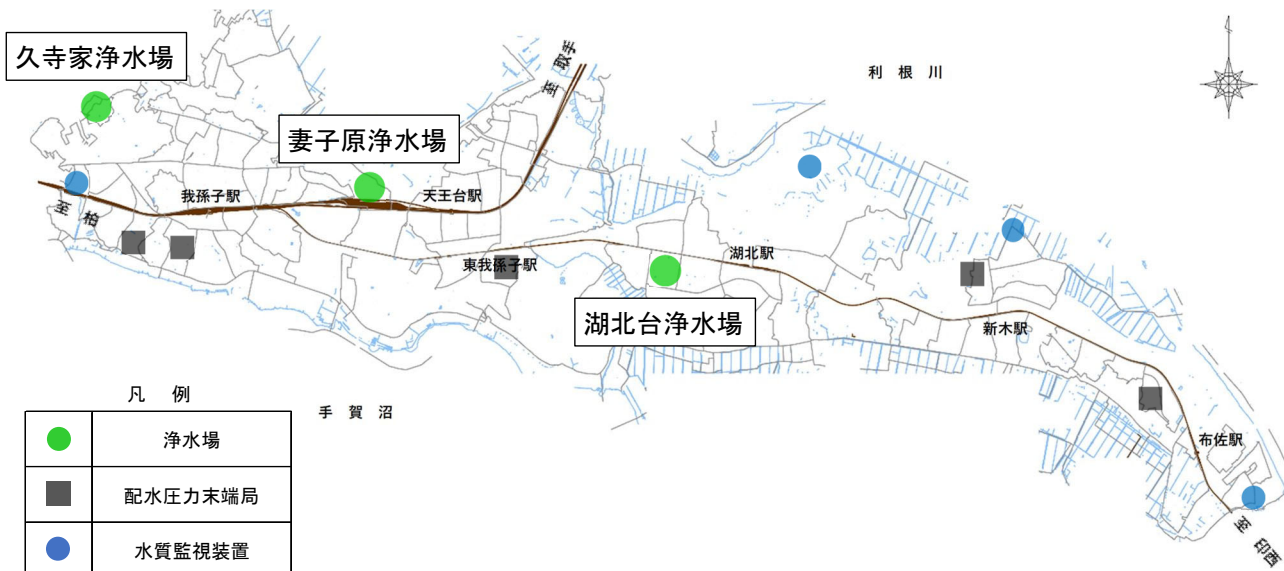 久寺家浄水場
至 取手
利根川
妻子原浄水場
我孫子駅
天王台駅
至 柏
東我孫子駅
湖北駅
湖北台浄水場
新木駅
手賀沼
布佐駅
至 印西
凡 例
浄水場
配水圧力末端局
水質監視装置